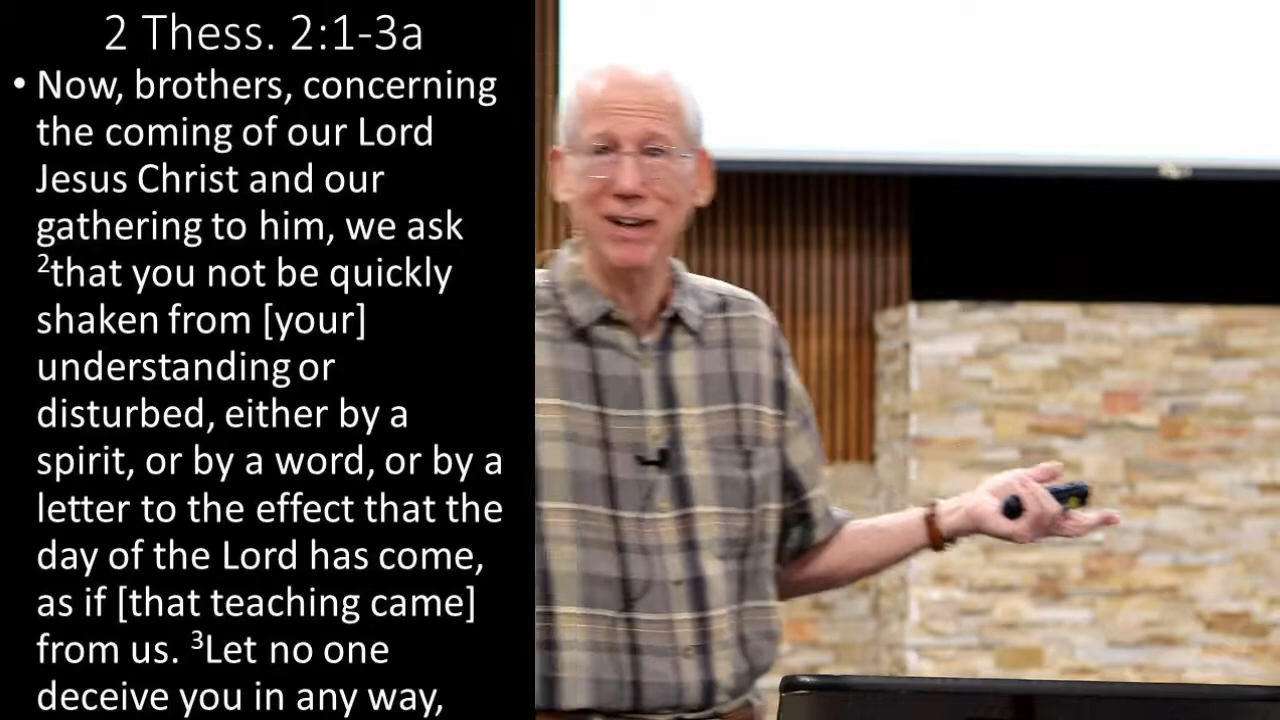 2 Thess. 2:1-3a
• Now, brothers, concerning
the coming of our Lord
Jesus Christ and our
gathering to him, we ask
²that you not be quickly
shaken from [your]
understanding or
disturbed, either by a
spirit, or by a word, or by a
letter to the effect that the
day of the Lord has come,
as if [that teaching came]
from us. ³Let no one
deceive you in any way,